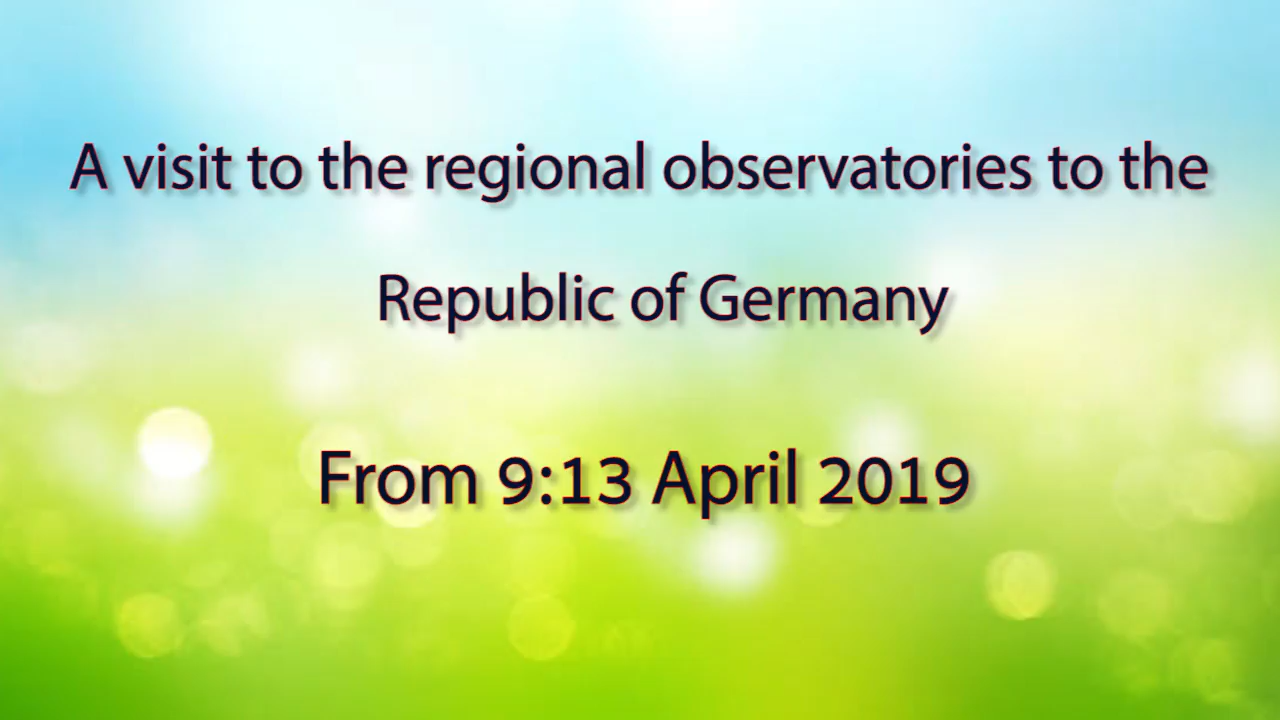 A visit to the regional observatories to the
Republic of Germany
From 9:13 April 2019